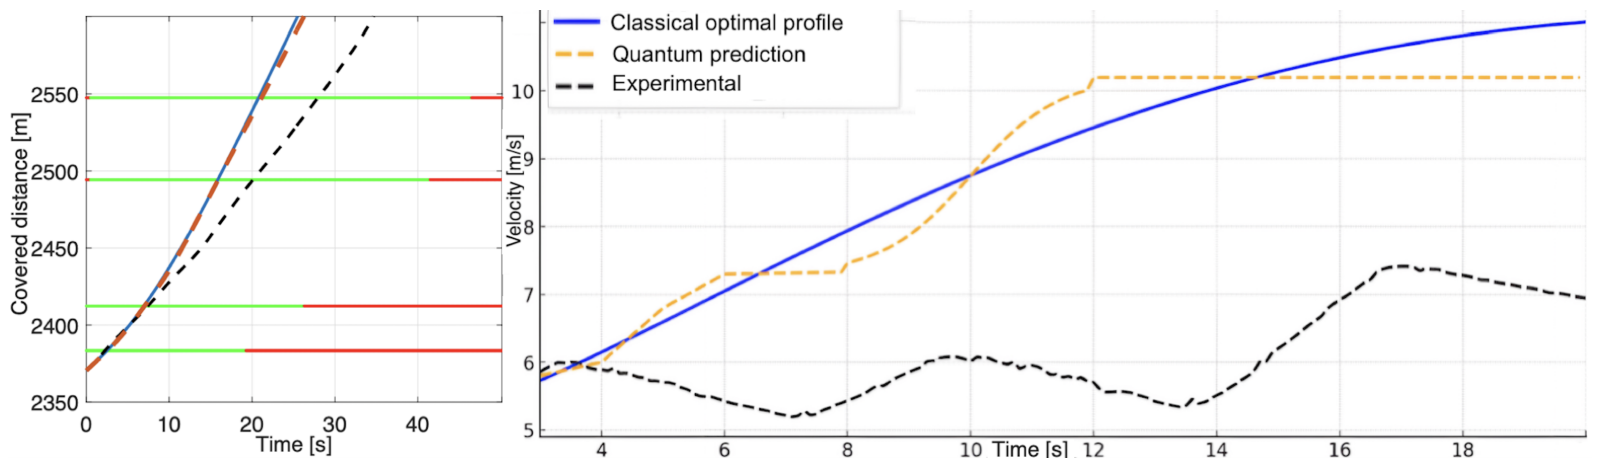 2550
2500
2450
2400
2350
Covered distance [m]
0 10 20 30 40
Time [s]
Classical optimal profile
Quantum prediction
Experimental
10
9
8
7
6
5
Velocity [m/s]
4 6 8 10 12 14 16 18
Time [s]